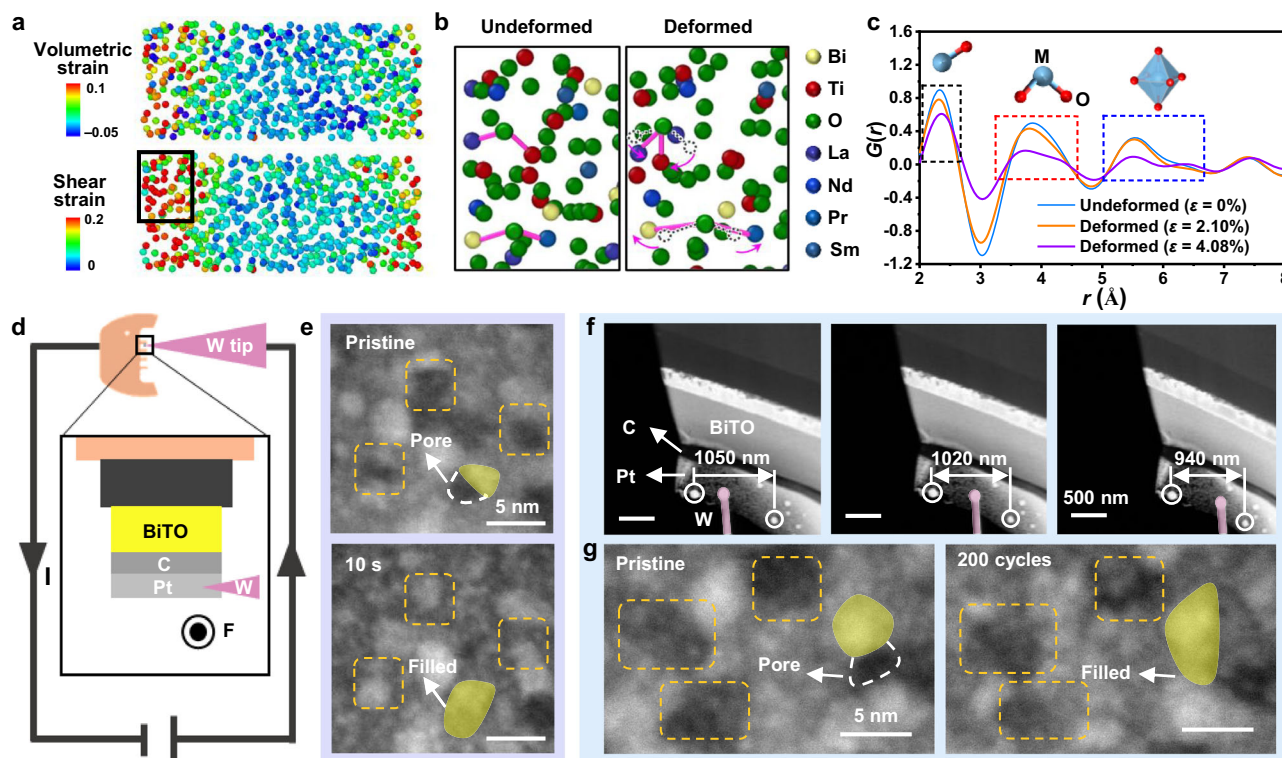 a
Volumetric
strain
0.1
–0.05
Shear
strain
0.2
0
b
Undeformed
Deformed
Bi
Ti
O
La
Nd
Pr
Sm
c
M
O
G(r)
1.2
0.8
0.4
0.0
-0.4
-0.8
-1.2
Undeformed (ε = 0%)
Deformed (ε = 2.10%)
Deformed (ε = 4.08%)
2 3 4 5 6 7 8
r (Å)
d
W tip
BiTO
C
Pt
W
F
I
e
Pristine
Pore
5 nm
10 s
Filled
f
BiTO
C
1050 nm
Pt
W
1020 nm
940 nm
500 nm
g
Pristine
Pore
5 nm
200 cycles
Filled